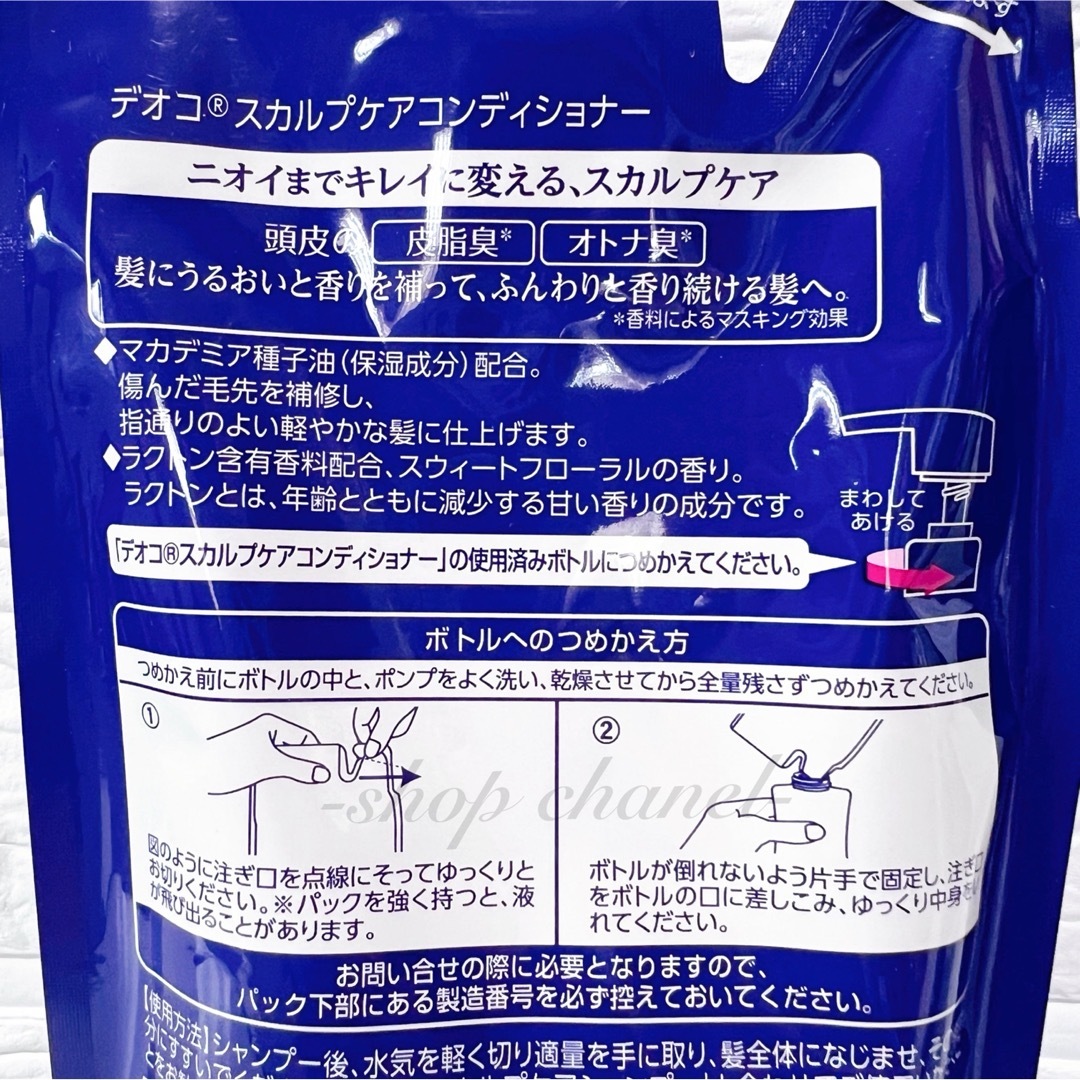 デオコ®スカルプケアコンディショナー
ニオイまでキレイに変える、スカルプケア
頭皮の 皮脂臭* オトナ臭*
髪にうるおいと香りを補って、ふんわりと香り続ける髪へ。
*香料によるマスキング効果
◆マカデミア種子油(保湿成分)配合。
傷んだ毛先を補修し、
指通りのよい軽やかな髪に仕上げます。
◆ラクトン含有香料配合、スウィートフローラルの香り。
ラクトンとは、年齢とともに減少する甘い香りの成分です。
まわして
あける
「デオコ®スカルプケアコンディショナー」の使用済みボトルにつめかえてください。
ボトルへのつめかえ方
つめかえ前にボトルの中と、ポンプをよく洗い、乾燥させてから全量残さずつめかえてください。
①
図のように注ぎ口を点線にそってゆっくりと
お切りください。※パックを強く持つと、液
が飛び出ることがあります。
②
ボトルが倒れないよう片手で固定し、注ぎ口
をボトルの口に差しこみ、ゆっくり中身を
れてください。
-shop chanel-
お問い合せの際に必要となりますので、
パック下部にある製造番号を必ず控えておいてください。
【使用方法】シャンプー後、水気を軽く切り適量を手に取り、髪全体になじませ、
分にすすいでくだ